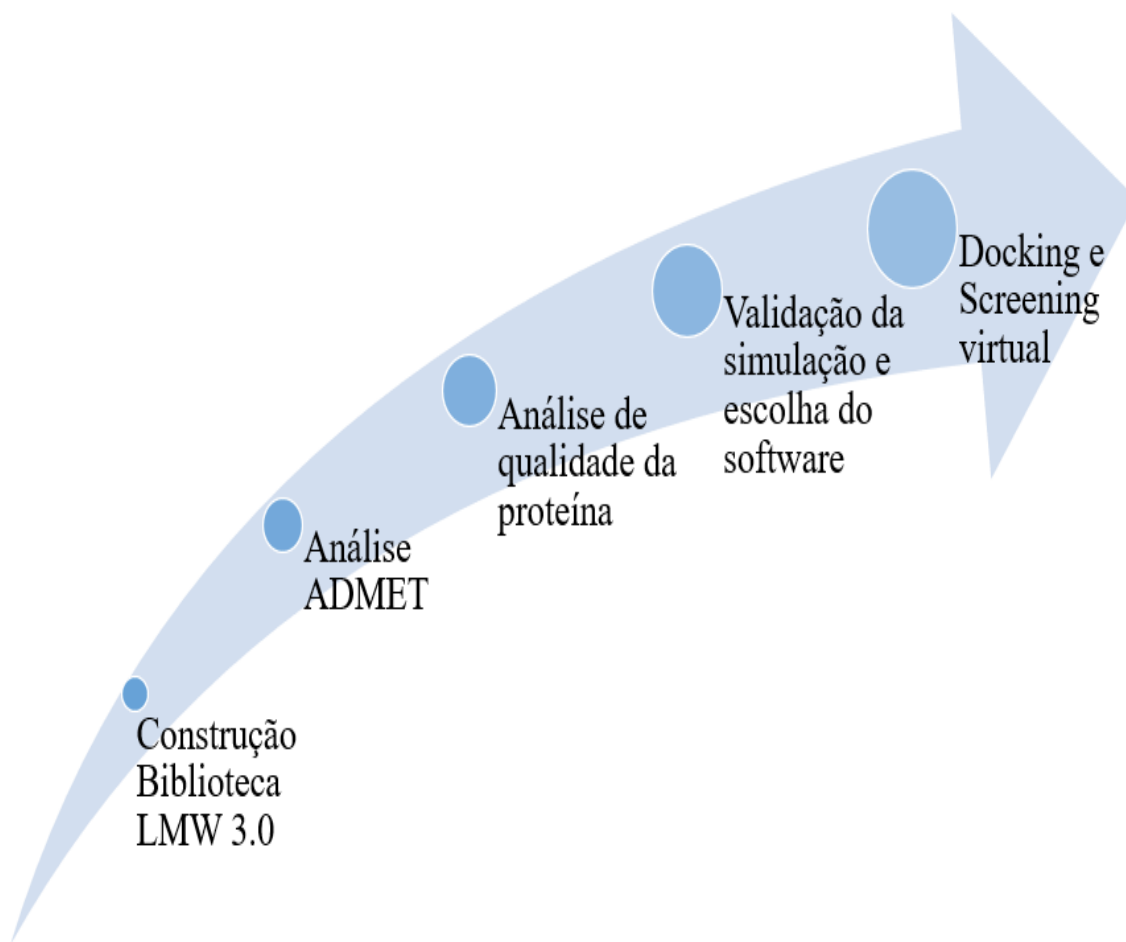 Construção
Biblioteca
LMW 3.0
Análise
ADMET
Análise de
qualidade da
proteína
Validação da
simulação e
escolha do
software
Docking e
Screening
virtual